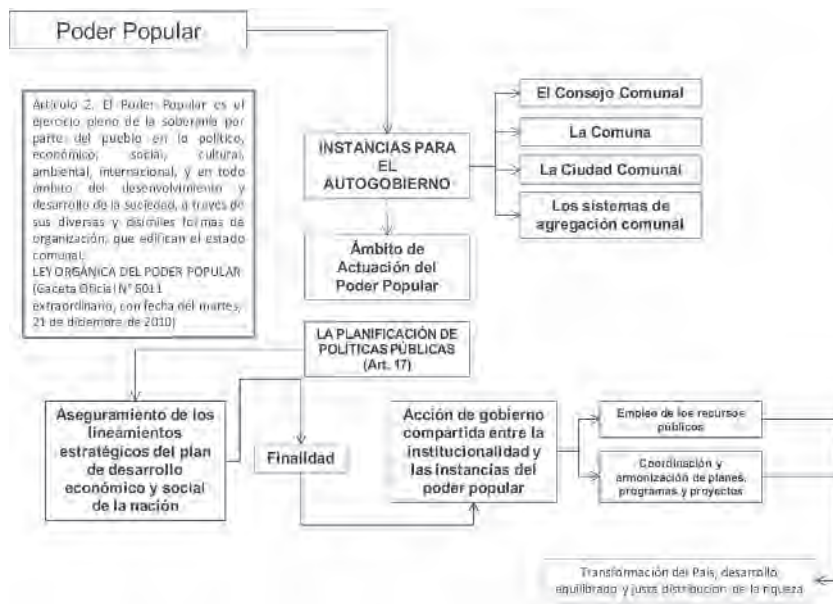 Poder Popular
Artículo 2. El Poder Popular es el
ejercicio pleno de la soberanía por
parte del pueblo en lo político,
económico, social, cultural,
ambiental, internacional, y en todo
ámbito del desenvolvimiento y
desarrollo de la sociedad, a través de
sus diversas y disímiles formas de
organización, que edifican el estado
comunal.
LEY ORGÁNICA DEL PODER POPULAR
(Gaceta Oficial N° 6011
extraordinario, con fecha del martes,
21 de diciembre de 2010)
INSTANCIAS PARA
EL
AUTOGOBIERNO
El Consejo Comunal
La Comuna
La Ciudad Comunal
Los sistemas de
agregación comunal
Ámbito de
Actuación del
Poder Popular
LA PLANIFICACIÓN DE
POLÍTICAS PÚBLICAS
(Art. 17)
Aseguramiento de los
lineamientos
estratégicos del plan
de desarrollo
económico y social
de la nación
Finalidad
Acción de gobierno
compartida entre la
institucionalidad y
las instancias del
poder popular
Empleo de los recursos
públicos
Coordinación y
armonización de planes,
programas y proyectos
Transformación del País, desarrollo
equilibrado y justa distribución de la riqueza